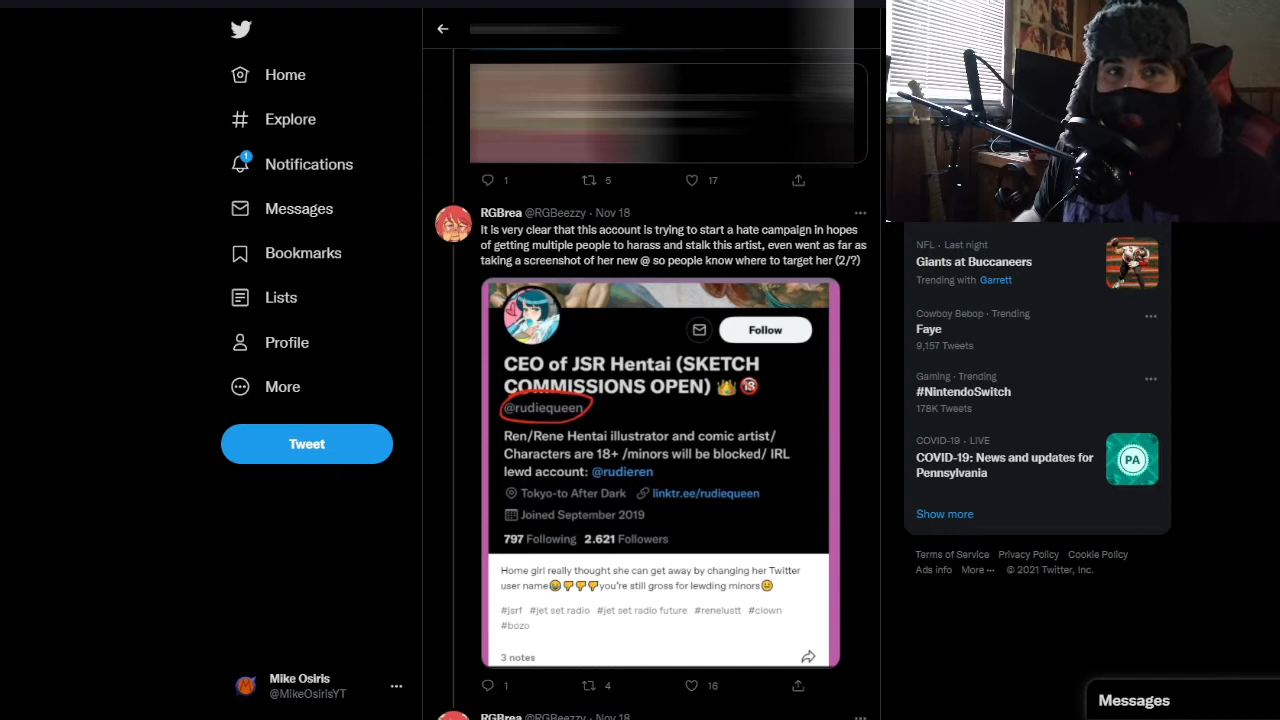 Home
Explore
1
Notifications
Messages
Bookmarks
Lists
Profile
More
Tweet
Mike Osiris
@MikeOsirisYT
1 5 17
RGBrea @RGBeezzy · Nov 18
It is very clear that this account is trying to start a hate campaign in hopes
of getting multiple people to harass and stalk this artist, even went as far as
taking a screenshot of her new @ so people know where to target her (2/?)
Follow
CEO of JSR Hentai (SKETCH
COMMISSIONS OPEN) 👑🔞
@rudiequeen
Ren/Rene Hentai illustrator and comic artist/
Characters are 18+ /minors will be blocked/ IRL
lewd account: @rudieren
Tokyo-to After Dark linktr.ee/rudiequeen
Joined September 2019
797 Following 2.621 Followers
Home girl really thought she can get away by changing her Twitter
user name😂👎👎👎you're still gross for lewding minors😐
#jsrf #jet set radio #jet set radio future #renelustt #clown
#bozo
3 notes
1 4 16
RGBrea @RGBeezzy · Nov 18
NFL · Last night
Giants at Buccaneers
Trending with Garrett
Cowboy Bebop · Trending
Faye
9,157 Tweets
Gaming · Trending
#NintendoSwitch
178K Tweets
COVID-19 · LIVE
COVID-19: News and updates for
Pennsylvania
PA
Show more
Terms of Service Privacy Policy Cookie Policy
Ads info More ··· © 2021 Twitter, Inc.
Messages